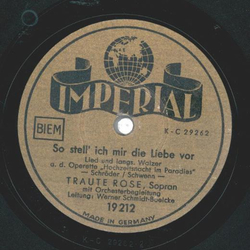 IMPERIAL
BIEM
K-C 29262
So stell' ich mir die Liebe vor
Lied und langs. Walzer
a. d. Operette „Hochzeitsnacht im Paradies"
— Schröder / Schwenn —
TRAUTE ROSE, Sopran
mit Orchesterbegleitung
Leitung: Werner Schmidt-Boelcke
19212
MADE IN GERMANY